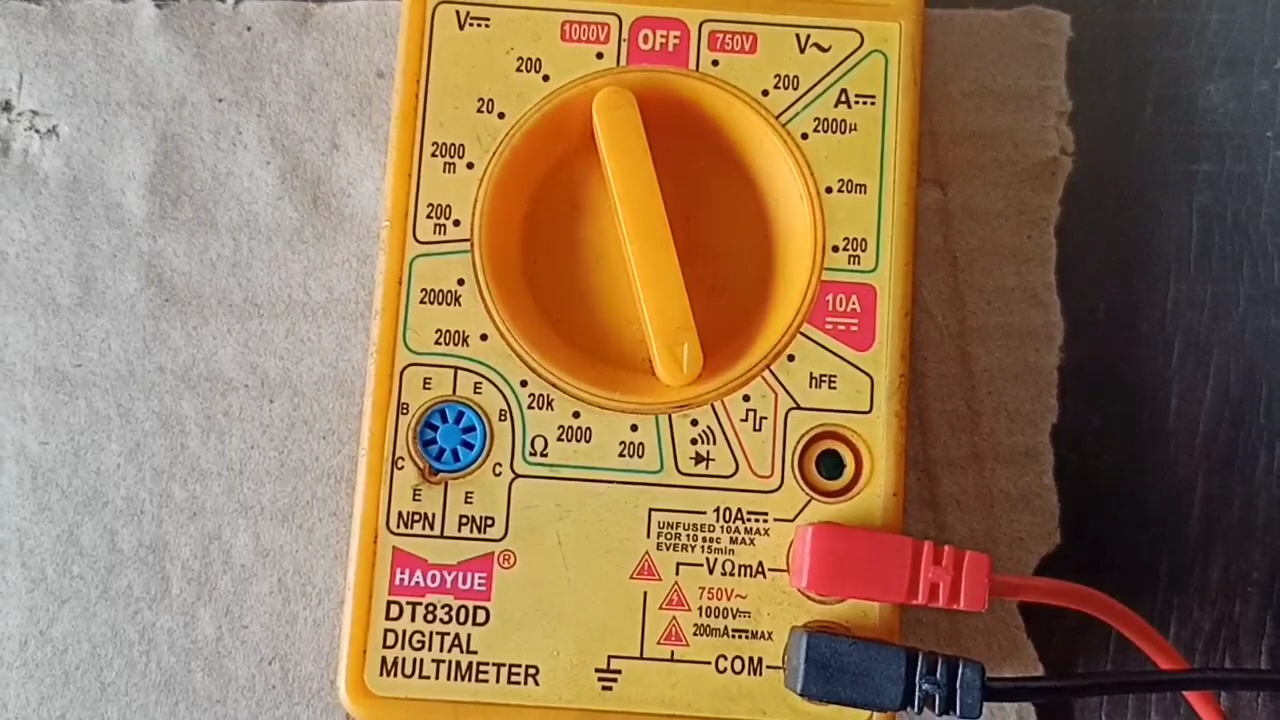 V⎓
1000V
OFF
750V
V~
200
200
A⎓
20
2000µ
2000
m
20m
200
m
200
m
2000k
10A
⎓
200k
hFE
20k
2000
200
Ω
E
E
B
B
C
C
E
E
NPN
PNP
10A⎓
UNFUSED 10A MAX
FOR 10 sec MAX
EVERY 15min
VΩmA
750V~
1000V⎓
200mA⎓MAX
COM
HAOYUE®
DT830D
DIGITAL
MULTIMETER